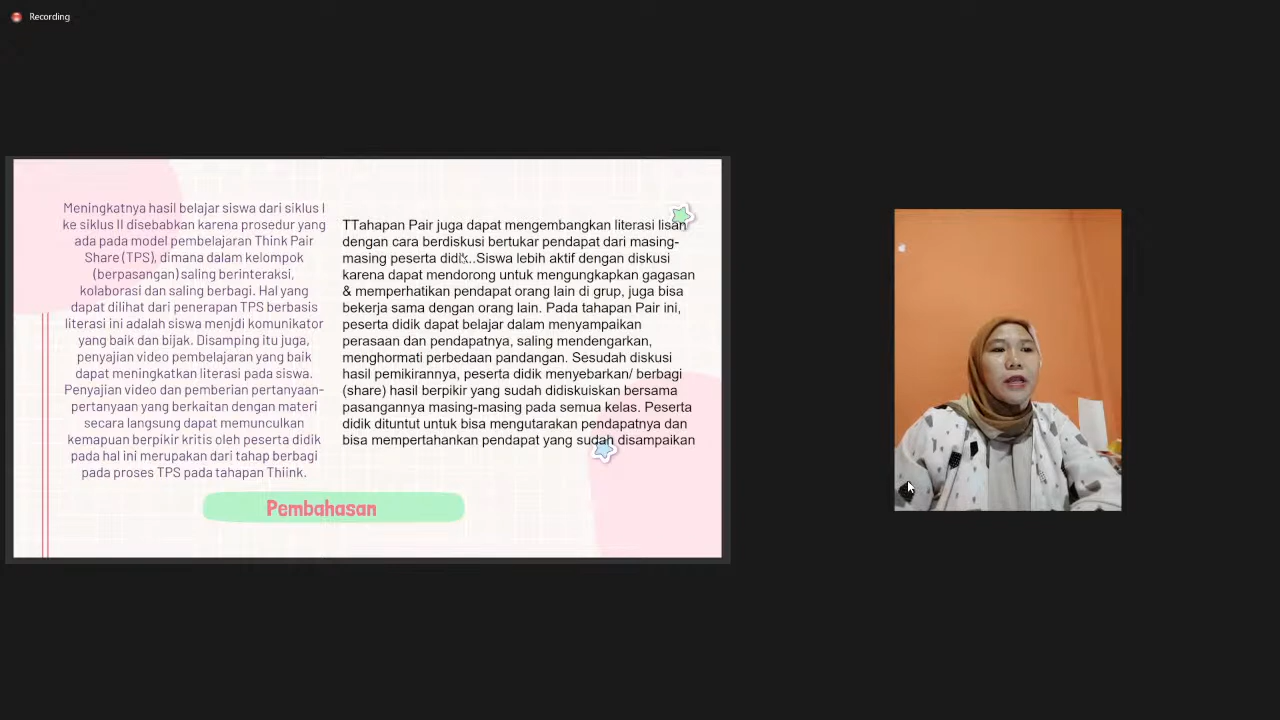 Recording
Meningkatnya hasil belajar siswa dari siklus I
ke siklus II disebabkan karena prosedur yang
ada pada model pembelajaran Think Pair
Share (TPS), dimana dalam kelompok
(berpasangan) saling berinteraksi,
kolaborasi dan saling berbagi. Hal yang
dapat dilihat dari penerapan TPS berbasis
literasi ini adalah siswa menjdi komunikator
yang baik dan bijak. Disamping itu juga,
penyajian video pembelajaran yang baik
dapat meningkatkan literasi pada siswa.
Penyajian video dan pemberian pertanyaan-
pertanyaan yang berkaitan dengan materi
secara langsung dapat memunculkan
kemapuan berpikir kritis oleh peserta didik
pada hal ini merupakan dari tahap berbagi
pada proses TPS pada tahapan Thiink.
TTahapan Pair juga dapat mengembangkan literasi lisan
dengan cara berdiskusi bertukar pendapat dari masing-
masing peserta didik..Siswa lebih aktif dengan diskusi
karena dapat mendorong untuk mengungkapkan gagasan
& memperhatikan pendapat orang lain di grup, juga bisa
bekerja sama dengan orang lain. Pada tahapan Pair ini,
peserta didik dapat belajar dalam menyampaikan
perasaan dan pendapatnya, saling mendengarkan,
menghormati perbedaan pandangan. Sesudah diskusi
hasil pemikirannya, peserta didik menyebarkan/ berbagi
(share) hasil berpikir yang sudah didiskuiskan bersama
pasangannya masing-masing pada semua kelas. Peserta
didik dituntut untuk bisa mengutarakan pendapatnya dan
bisa mempertahankan pendapat yang sudah disampaikan
Pembahasan